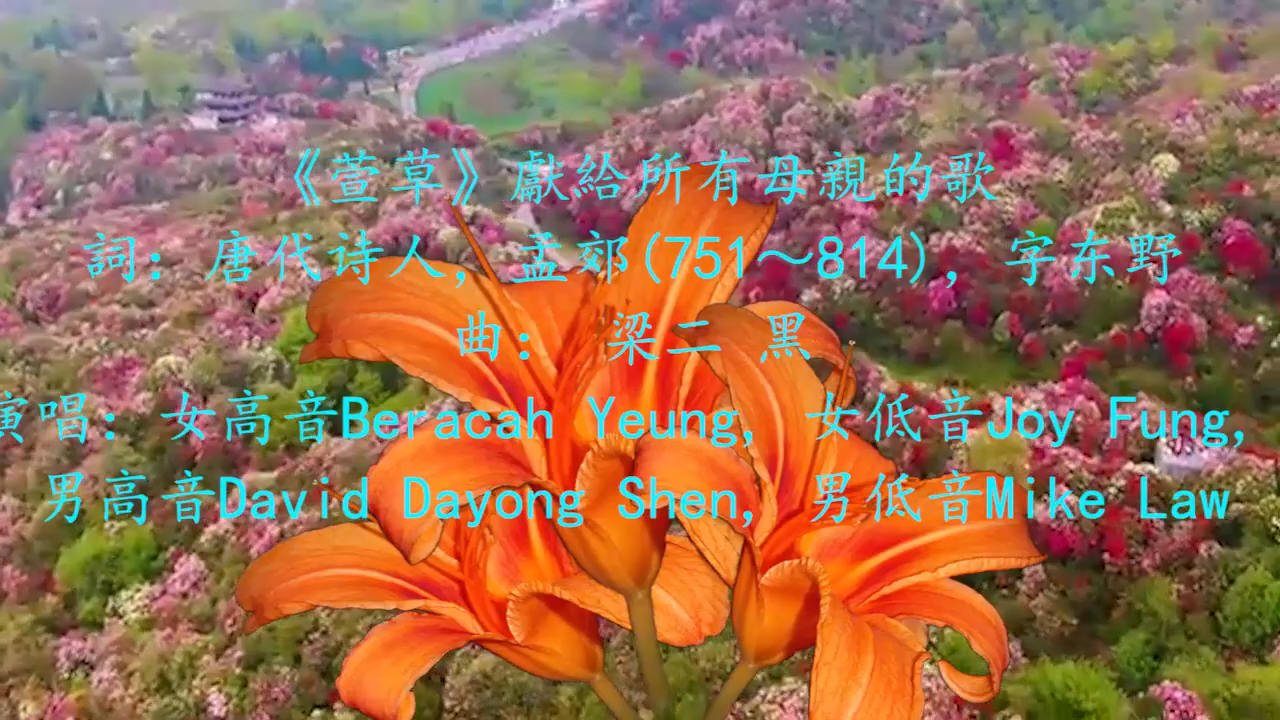 《萱草》獻給所有母親的歌
詞：唐代诗人，孟郊(751～814)，字东野
曲： 梁二 黑
演唱：女高音Beracah Yeung，女低音Joy Fung，
男高音David Dayong Shen，男低音Mike Law